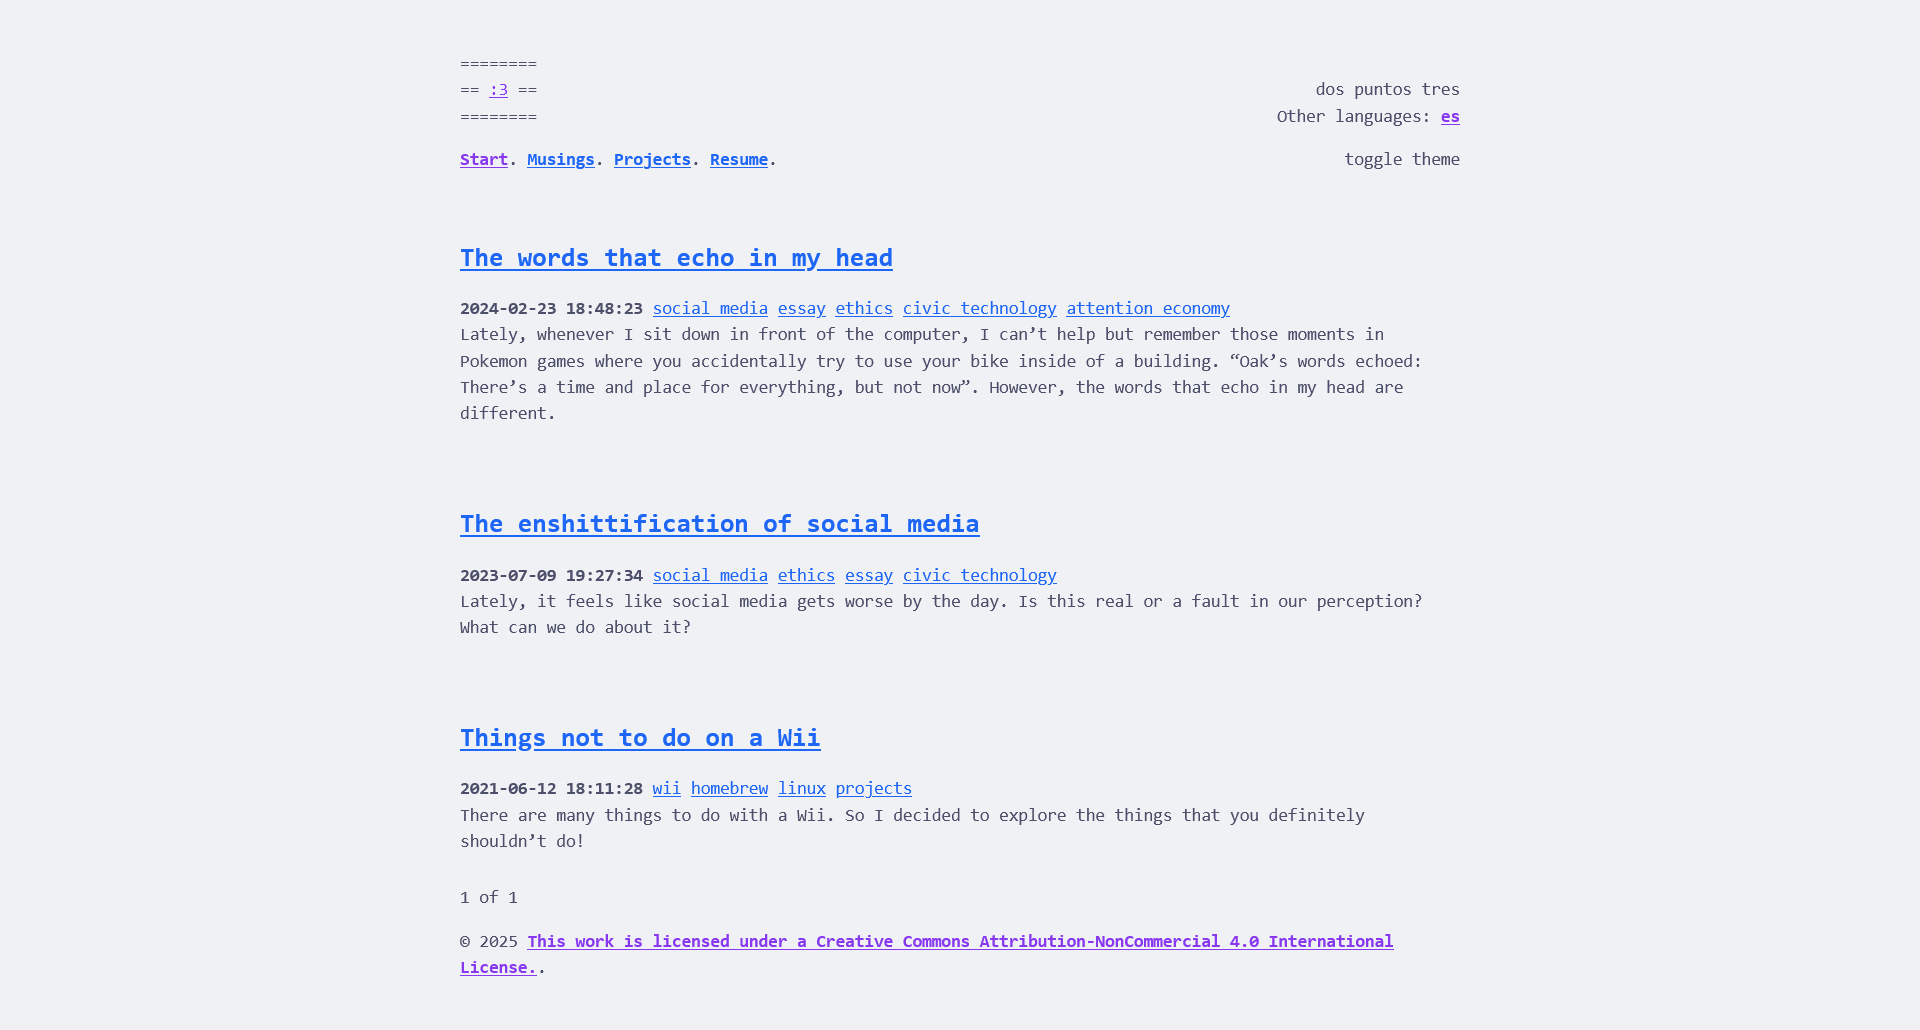 ========
== :3 ==
dos puntos tres
========
Other languages: es
Start. Musings. Projects. Resume.
toggle theme
The words that echo in my head
2024-02-23 18:48:23 social media essay ethics civic technology attention economy
Lately, whenever I sit down in front of the computer, I can’t help but remember those moments in
Pokemon games where you accidentally try to use your bike inside of a building. “Oak’s words echoed:
There’s a time and place for everything, but not now”. However, the words that echo in my head are
different.
The enshittification of social media
2023-07-09 19:27:34 social media ethics essay civic technology
Lately, it feels like social media gets worse by the day. Is this real or a fault in our perception?
What can we do about it?
Things not to do on a Wii
2021-06-12 18:11:28 wii homebrew linux projects
There are many things to do with a Wii. So I decided to explore the things that you definitely
shouldn’t do!
1 of 1
© 2025 This work is licensed under a Creative Commons Attribution-NonCommercial 4.0 International
License..